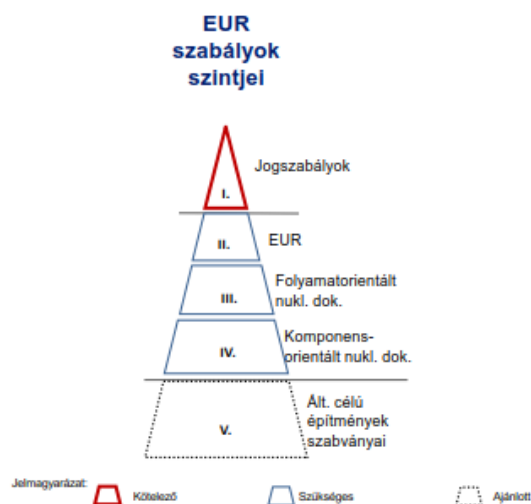 EUR
szabályok
szintjei
Jogszabályok
I.
II.
EUR
Folyamatorientált
nukl. dok.
III.
Komponens-
orientált nukl. dok.
IV.
Ált. célú
építmények
szabványai
V.
Jelmagyarázat:
Kötelező
Szükséges
Ajánlott